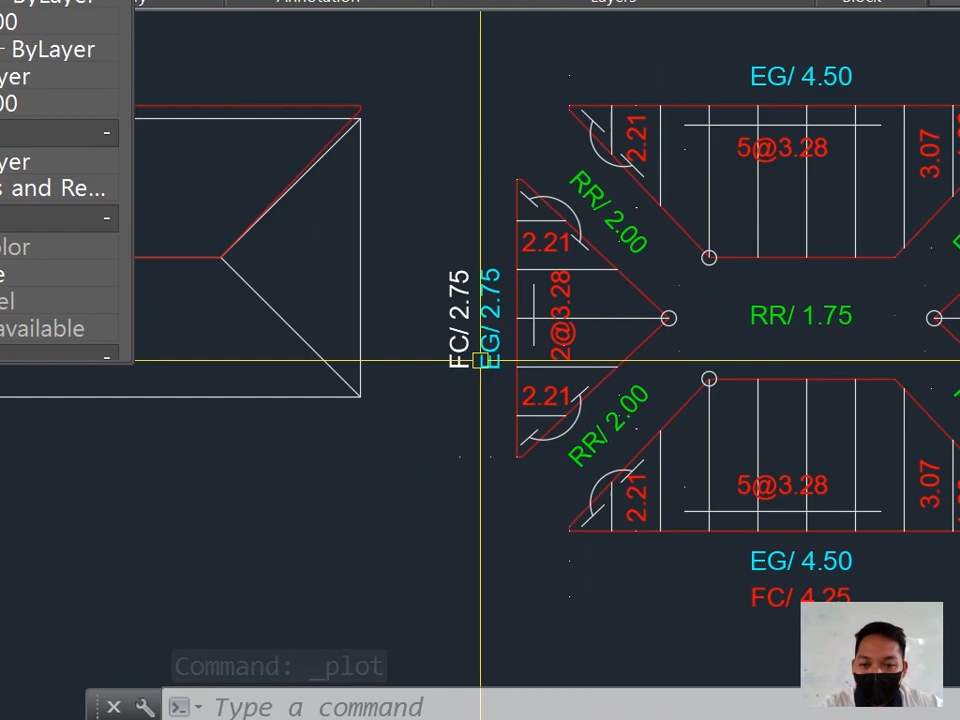 00
ByLayer
yer
00
-
yer
s and Re...
-
olor
e
el
available
-
EG/ 4.50
2.21
5@3.28
3.07
RR/ 2.00
2.21
FC/ 2.75
EG/ 2.75
2@3.28
RR/ 1.75
2.21
RR/ 2.00
2.21
5@3.28
3.07
EG/ 4.50
FC/ 4.25
Command: _plot
Type a command